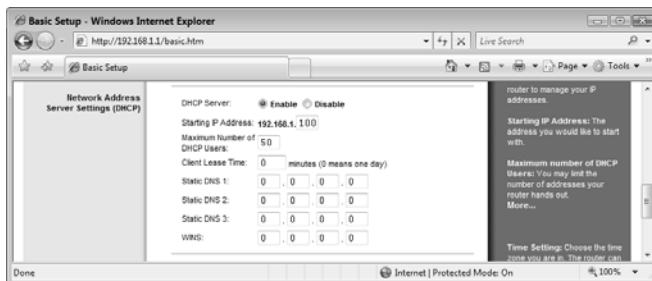 Basic Setup - Windows Internet Explorer
http://192.168.1.1/basic.htm
Live Search
Basic Setup
Page
Tools
Network Address
Server Settings (DHCP)
DHCP Server: Enable Disable
Starting IP Address: 192.168.1. 100
Maximum Number of
DHCP Users: 50
Client Lease Time: 0 minutes (0 means one day)
Static DNS 1: 0 . 0 . 0 . 0
Static DNS 2: 0 . 0 . 0 . 0
Static DNS 3: 0 . 0 . 0 . 0
WINS: 0 . 0 . 0 . 0
router to manage your IP
addresses.
Starting IP Address: The
address you would like to start
with.
Maximum number of DHCP
Users: You may limit the
number of addresses your
router hands out.
More...
Time Setting: Choose the time
zone you are in. The router can
Done
Internet | Protected Mode: On
100%